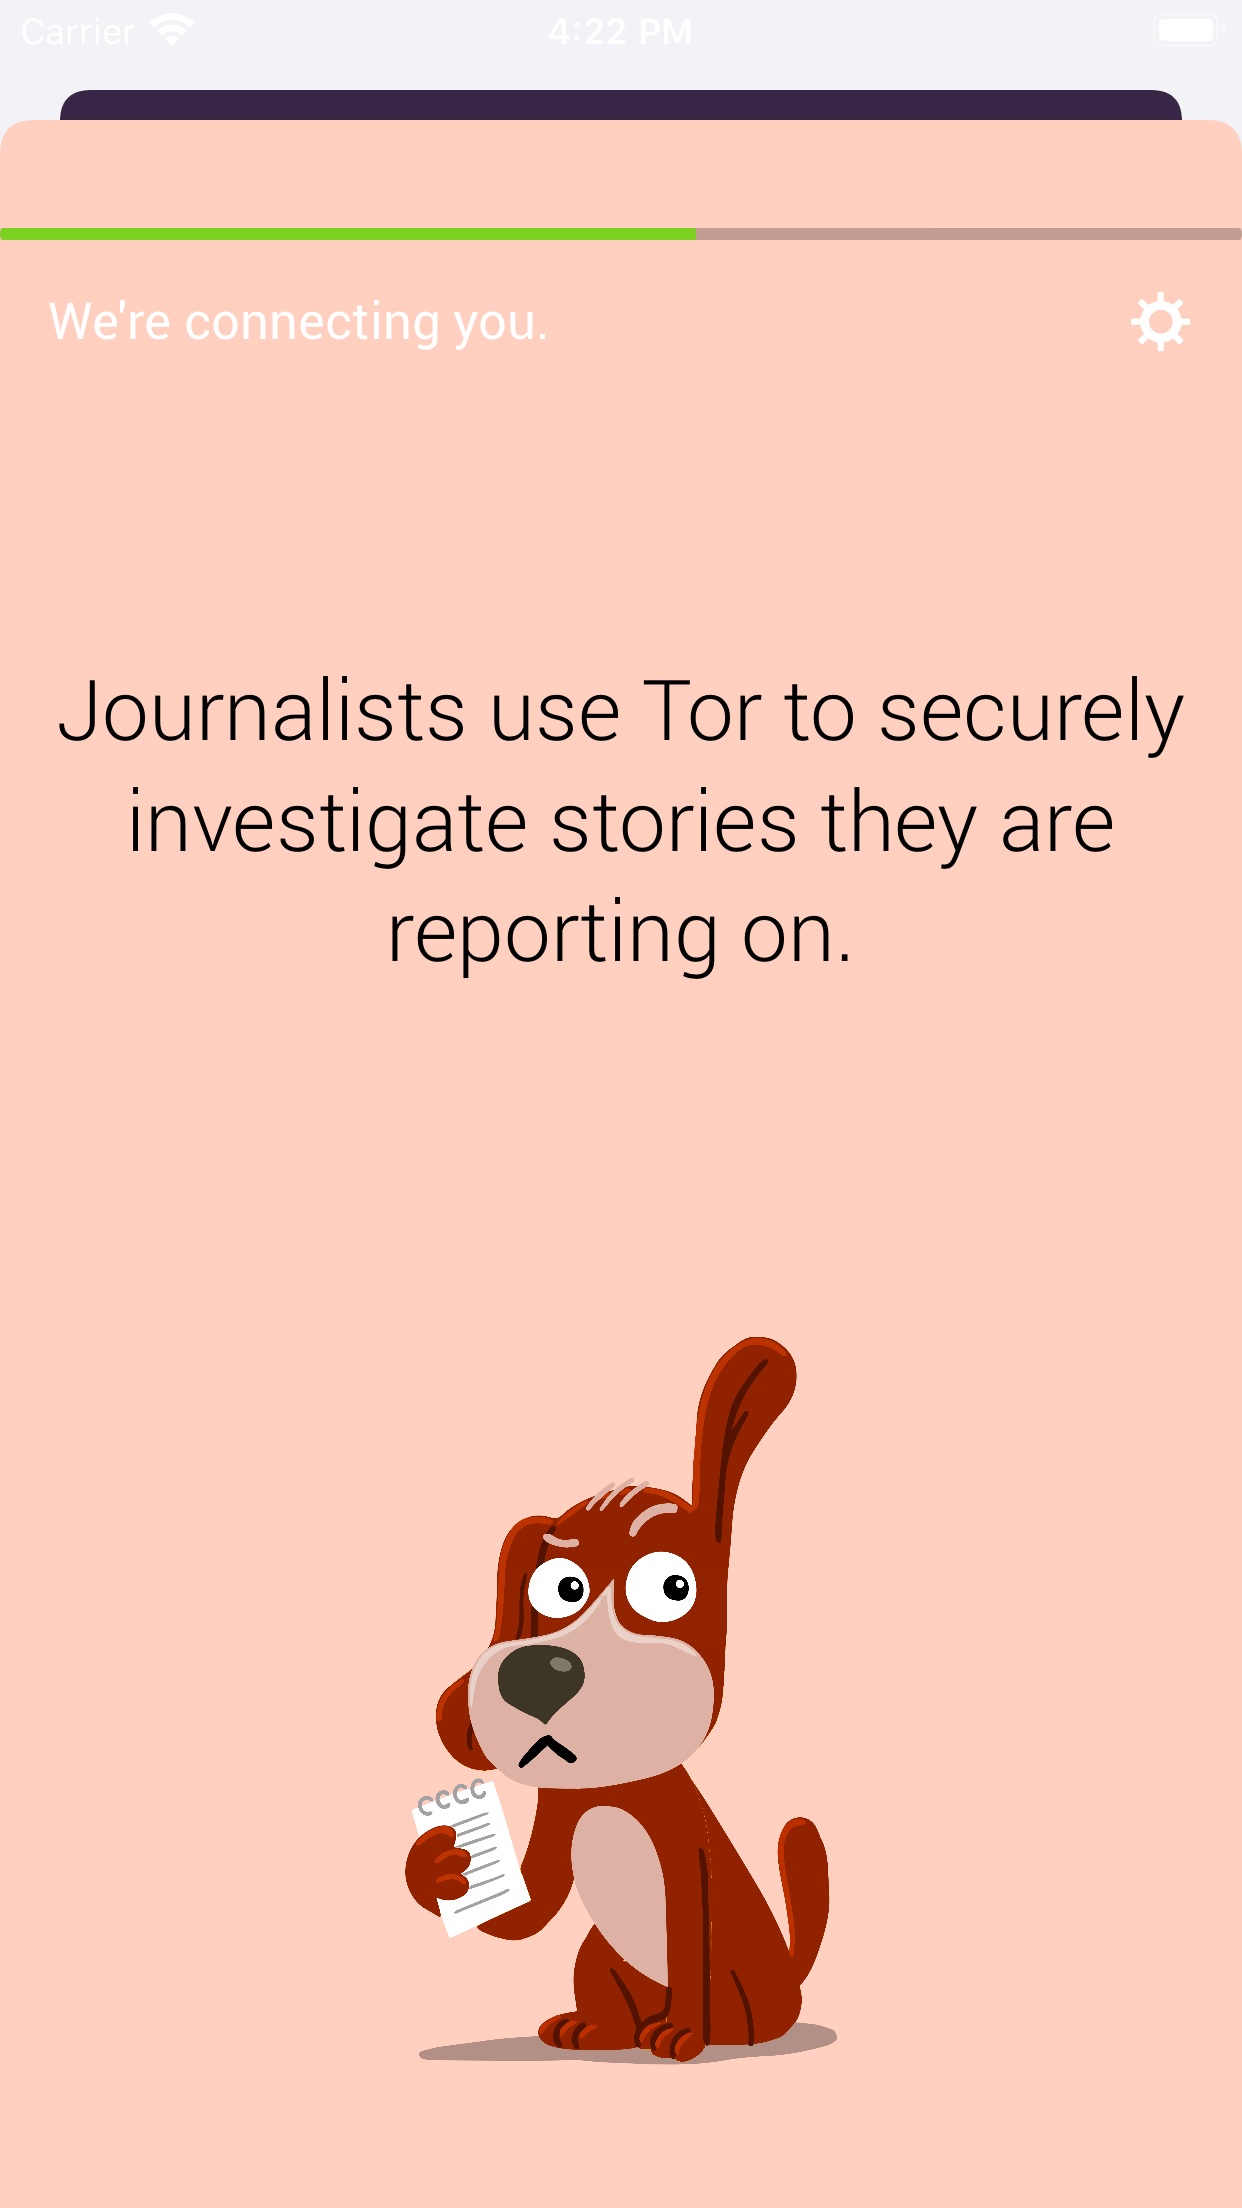 Carrier 4:22 PM
We're connecting you.
Journalists use Tor to securely
investigate stories they are
reporting on.